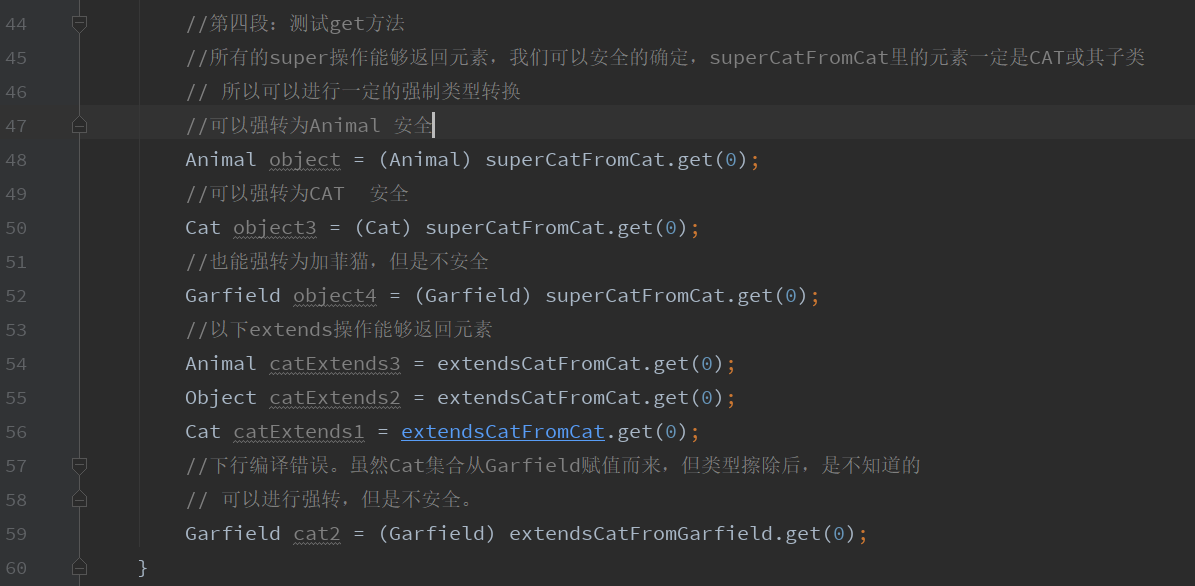 44 //第四段：测试get方法
45 //所有的super操作能够返回元素，我们可以安全的确定，superCatFromCat里的元素一定是CAT或其子类
46 // 所以可以进行一定的强制类型转换
47 //可以强转为Animal 安全
48 Animal object = (Animal) superCatFromCat.get(0);
49 //可以强转为CAT  安全
50 Cat object3 = (Cat) superCatFromCat.get(0);
51 //也能强转为加菲猫，但是不安全
52 Garfield object4 = (Garfield) superCatFromCat.get(0);
53 //以下extends操作能够返回元素
54 Animal catExtends3 = extendsCatFromCat.get(0);
55 Object catExtends2 = extendsCatFromCat.get(0);
56 Cat catExtends1 = extendsCatFromCat.get(0);
57 //下行编译错误。虽然Cat集合从Garfield赋值而来，但类型擦除后，是不知道的
58 // 可以进行强转，但是不安全。
59 Garfield cat2 = (Garfield) extendsCatFromGarfield.get(0);
60 }